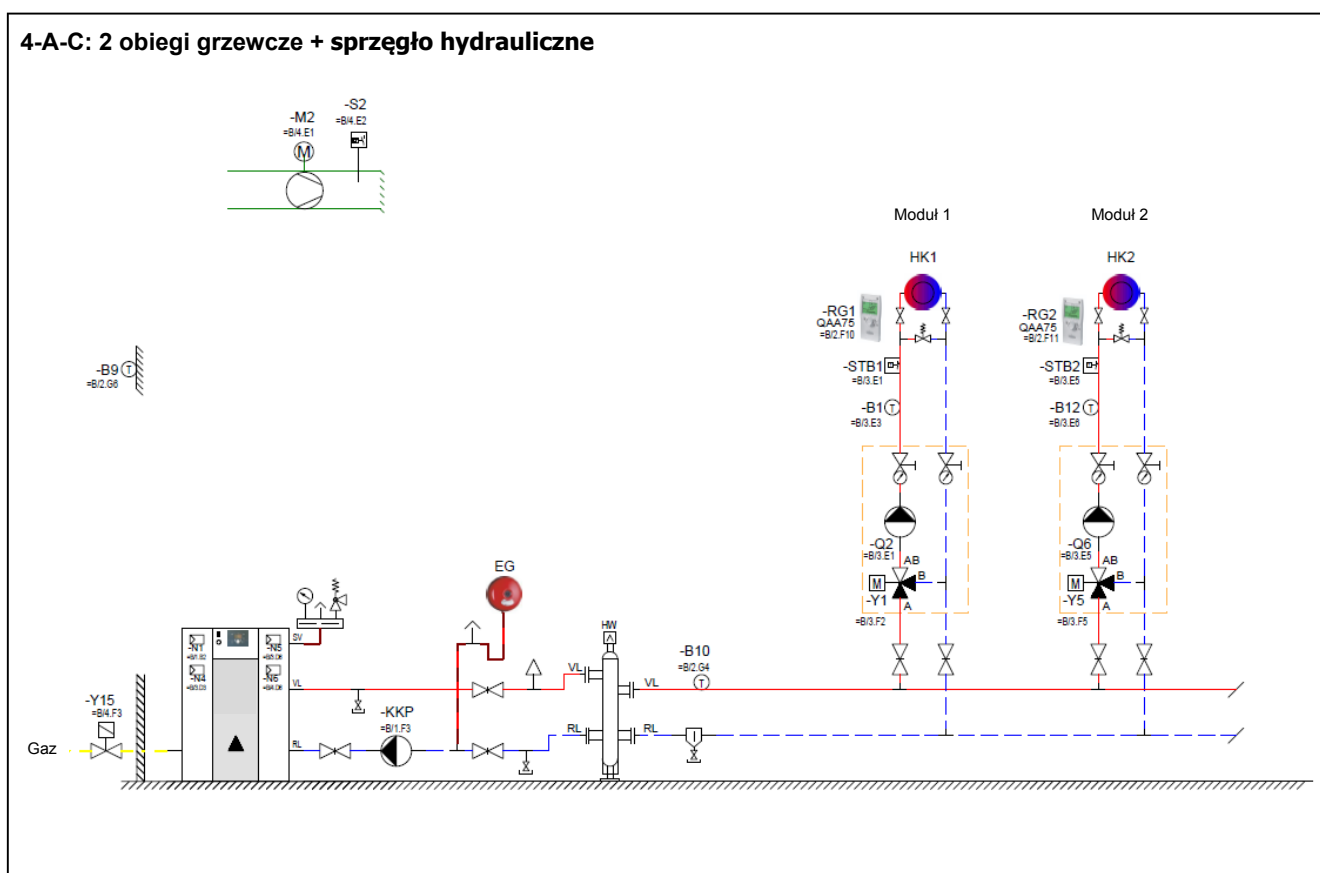 4-A-C: 2 obiegi grzewcze + sprzęgło hydrauliczne
-M2
=B/4.E1
M
-S2
=B/4.E2
Moduł 1
Moduł 2
HK1
HK2
-RG1
QAA75
=B/2.F10
-RG2
QAA75
=B/2.F11
-B9
=B/2.G6
T
-STB1
=B/3.E1
-STB2
=B/3.E5
-B1
=B/3.E3
T
-B12
=B/3.E6
T
-Q2
=B/3.E1
AB
B
M
-Y1
A
=B/3.F2
-Q6
=B/3.E5
AB
B
M
-Y5
A
=B/3.F5
EG
SV
HW
-N1
=B/1.B2
-N5
-N4
=B/3.D3
-N6
VL
VL
VL
-B10
=B/2.G4
T
-Y15
=B/4.F3
-KKP
=B/1.F3
Gaz
RL
RL
RL